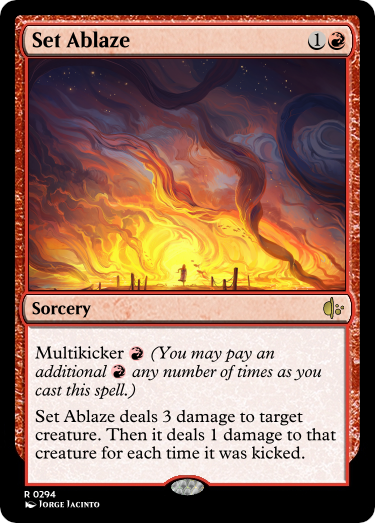 Set Ablaze 1
Sorcery
Multikicker (You may pay an
additional any number of times as you
cast this spell.)
Set Ablaze deals 3 damage to target
creature. Then it deals 1 damage to that
creature for each time it was kicked.
R 0294
Jorge Jacinto